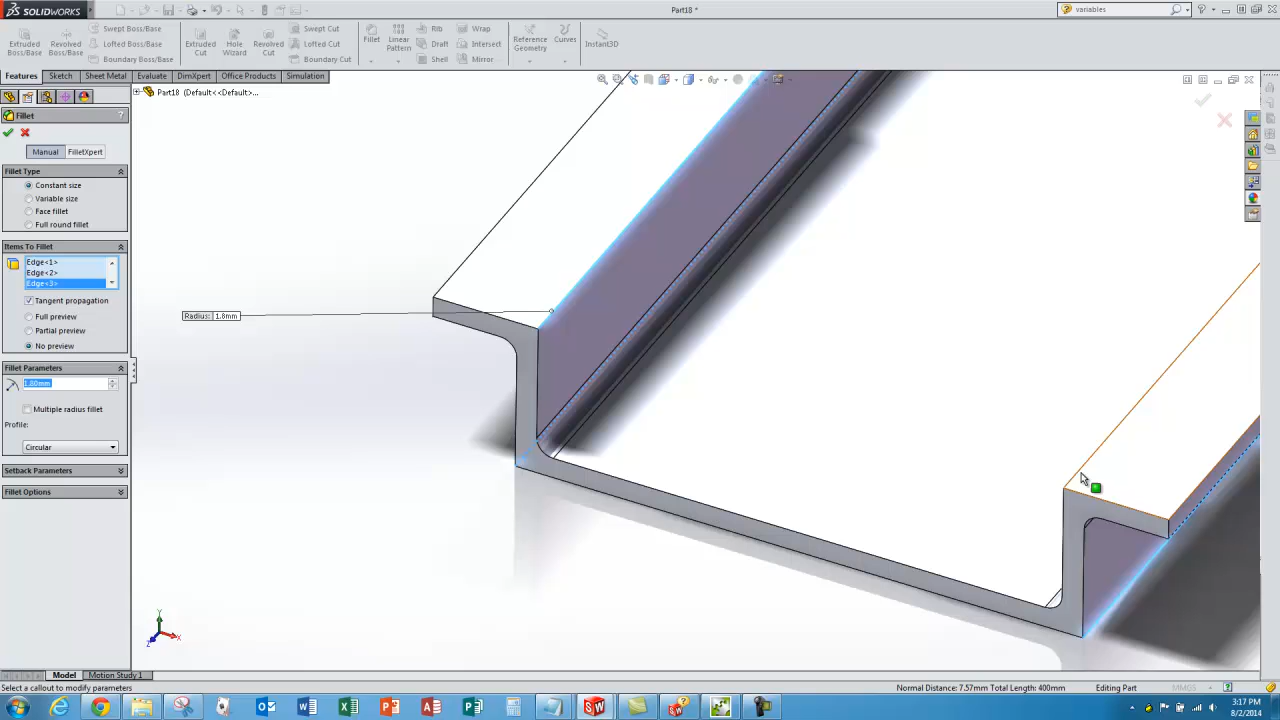 SOLIDWORKS
Part18 *
variables
Extruded Boss/Base
Revolved Boss/Base
Swept Boss/Base
Lofted Boss/Base
Boundary Boss/Base
Extruded Cut
Hole Wizard
Revolved Cut
Swept Cut
Lofted Cut
Boundary Cut
Fillet
Linear Pattern
Rib
Draft
Shell
Wrap
Intersect
Mirror
Reference Geometry
Curves
Instant3D
Features Sketch Sheet Metal Evaluate DimXpert Office Products Simulation
Part18 (Default<<Default>...
Fillet ?
Manual FilletXpert
Fillet Type
Constant size
Variable size
Face fillet
Full round fillet
Items To Fillet
Edge<1>
Edge<2>
Edge<3>
Tangent propagation
Full preview
Partial preview
No preview
Fillet Parameters
1.80mm
Multiple radius fillet
Profile:
Circular
Setback Parameters
Fillet Options
Radius: 1.8mm
Y
X
Z
Model Motion Study 1
Select a callout to modify parameters
Normal Distance: 7.57mm Total Length: 400mm
Editing Part
MMGS
3:17 PM
8/2/2014